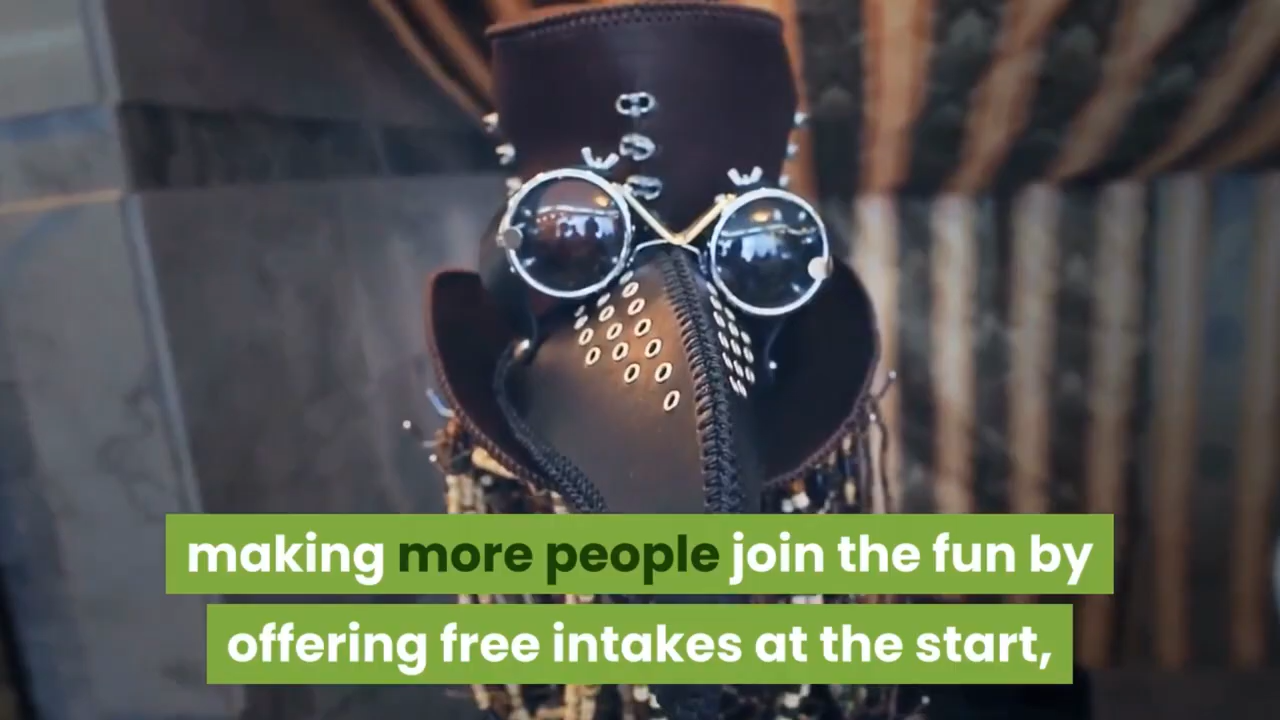 making more people join the fun by
offering free intakes at the start,